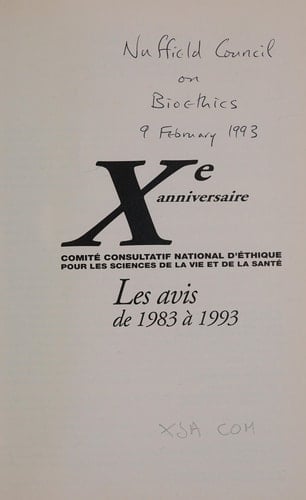 Nuffield Council
on
Bioethics
9 February 1993
Xe
anniversaire
COMITÉ CONSULTATIF NATIONAL D'ÉTHIQUE
POUR LES SCIENCES DE LA VIE ET DE LA SANTÉ
Les avis
de 1983 à 1993
XJA COM